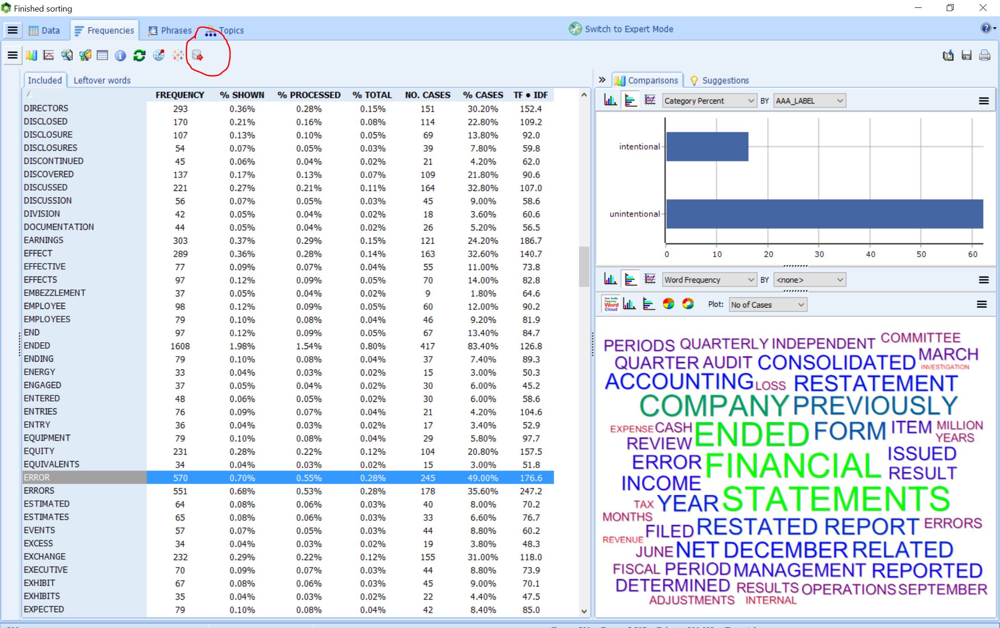 Finished sorting
Data Frequencies Phrases Topics Switch to Expert Mode
Included Leftover words
FREQUENCY % SHOWN % PROCESSED % TOTAL NO. CASES % CASES TF • IDF
DIRECTORS 293 0.36% 0.28% 0.15% 151 30.20% 152.4
DISCLOSED 170 0.21% 0.16% 0.08% 114 22.80% 109.2
DISCLOSURE 107 0.13% 0.10% 0.05% 69 13.80% 92.0
DISCLOSURES 54 0.07% 0.05% 0.03% 39 7.80% 59.8
DISCONTINUED 45 0.06% 0.04% 0.02% 21 4.20% 62.0
DISCOVERED 137 0.17% 0.13% 0.07% 109 21.80% 90.6
DISCUSSED 221 0.27% 0.21% 0.11% 164 32.80% 107.0
DISCUSSION 56 0.07% 0.05% 0.03% 45 9.00% 58.6
DIVISION 42 0.05% 0.04% 0.02% 18 3.60% 60.6
DOCUMENTATION 44 0.05% 0.04% 0.02% 26 5.20% 56.5
EARNINGS 303 0.37% 0.29% 0.15% 121 24.20% 186.7
EFFECT 289 0.36% 0.28% 0.14% 163 32.60% 140.7
EFFECTIVE 77 0.09% 0.07% 0.04% 55 11.00% 73.8
EFFECTS 97 0.12% 0.09% 0.05% 70 14.00% 82.8
EMBEZZLEMENT 37 0.05% 0.04% 0.02% 9 1.80% 64.6
EMPLOYEE 98 0.12% 0.09% 0.05% 60 12.00% 90.2
EMPLOYEES 79 0.10% 0.08% 0.04% 46 9.20% 81.9
END 97 0.12% 0.09% 0.05% 67 13.40% 84.7
ENDED 1608 1.98% 1.54% 0.80% 417 83.40% 126.8
ENDING 79 0.10% 0.08% 0.04% 37 7.40% 89.3
ENERGY 33 0.04% 0.03% 0.02% 15 3.00% 50.3
ENGAGED 37 0.05% 0.04% 0.02% 30 6.00% 45.2
ENTERED 48 0.06% 0.05% 0.02% 30 6.00% 58.6
ENTRIES 76 0.09% 0.07% 0.04% 21 4.20% 104.6
ENTRY 36 0.04% 0.03% 0.02% 17 3.40% 52.9
EQUIPMENT 79 0.10% 0.08% 0.04% 29 5.80% 97.7
EQUITY 231 0.28% 0.22% 0.12% 104 20.80% 157.5
EQUIVALENTS 34 0.04% 0.03% 0.02% 15 3.00% 51.8
ERROR 570 0.70% 0.55% 0.28% 245 49.00% 176.6
ERRORS 551 0.68% 0.53% 0.28% 178 35.60% 247.2
ESTIMATED 64 0.08% 0.06% 0.03% 40 8.00% 70.2
ESTIMATES 65 0.08% 0.06% 0.03% 33 6.60% 76.7
EVENTS 57 0.07% 0.05% 0.03% 44 8.80% 60.2
EXCESS 34 0.04% 0.03% 0.02% 19 3.80% 48.3
EXCHANGE 232 0.29% 0.22% 0.12% 155 31.00% 118.0
EXECUTIVE 70 0.09% 0.07% 0.03% 44 8.80% 73.9
EXHIBIT 67 0.08% 0.06% 0.03% 45 9.00% 70.1
EXHIBITS 35 0.04% 0.03% 0.02% 22 4.40% 47.5
EXPECTED 79 0.10% 0.08% 0.04% 42 8.40% 85.0
Comparisons Suggestions
Category Percent BY AAA_LABEL
intentional
unintentional
0 10 20 30 40 50 60
Word Frequency BY <none>
Word Cloud Plot: No of Cases
PERIODS QUARTERLY INDEPENDENT COMMITTEE
QUARTER AUDIT CONSOLIDATED MARCH
INVESTIGATION
ACCOUNTING LOSS RESTATEMENT
COMPANY PREVIOUSLY
EXPENSE CASH ENDED FORM ITEM MILLION
REVIEW YEARS
ERROR FINANCIAL ISSUED
RESULT
INCOME
TAX YEAR STATEMENTS
MONTHS
FILED RESTATED REPORT ERRORS
REVENUE
JUNE NET DECEMBER RELATED
FISCAL PERIOD MANAGEMENT REPORTED
DETERMINED RESULTS OPERATIONS SEPTEMBER
ADJUSTMENTS INTERNAL